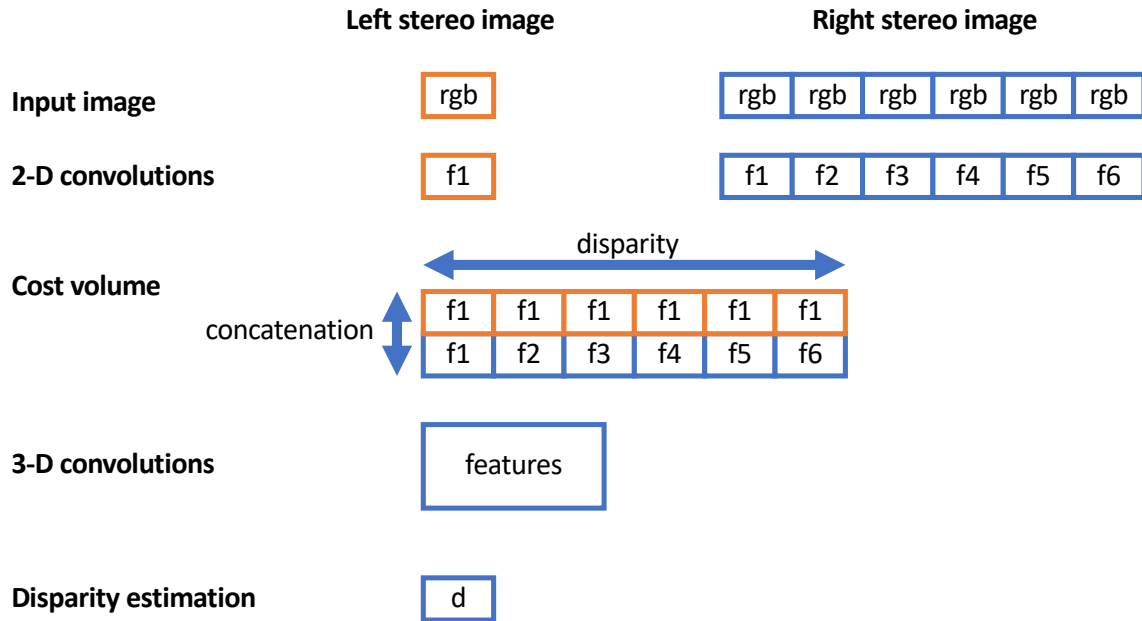 Left stereo image Right stereo image
Input image rgb rgb rgb rgb rgb rgb rgb
2-D convolutions f1 f1 f2 f3 f4 f5 f6
disparity
Cost volume
f1 f1 f1 f1 f1 f1
concatenation
f1 f2 f3 f4 f5 f6
3-D convolutions features
Disparity estimation d